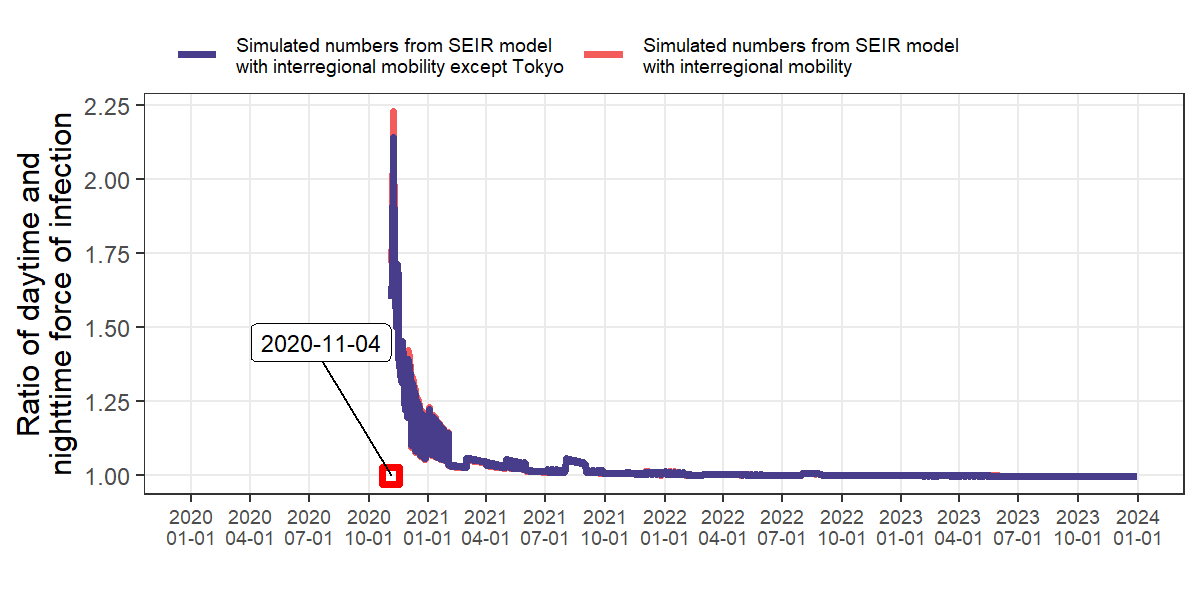 Simulated numbers from SEIR model
with interregional mobility except Tokyo
Simulated numbers from SEIR model
with interregional mobility
Ratio of daytime and
nighttime force of infection
2.25
2.00
1.75
1.50
1.25
1.00
2020-11-04
2020 2020 2020 2020 2021 2021 2021 2021 2022 2022 2022 2022 2023 2023 2023 2023 2024
01-01 04-01 07-01 10-01 01-01 04-01 07-01 10-01 01-01 04-01 07-01 10-01 01-01 04-01 07-01 10-01 01-01